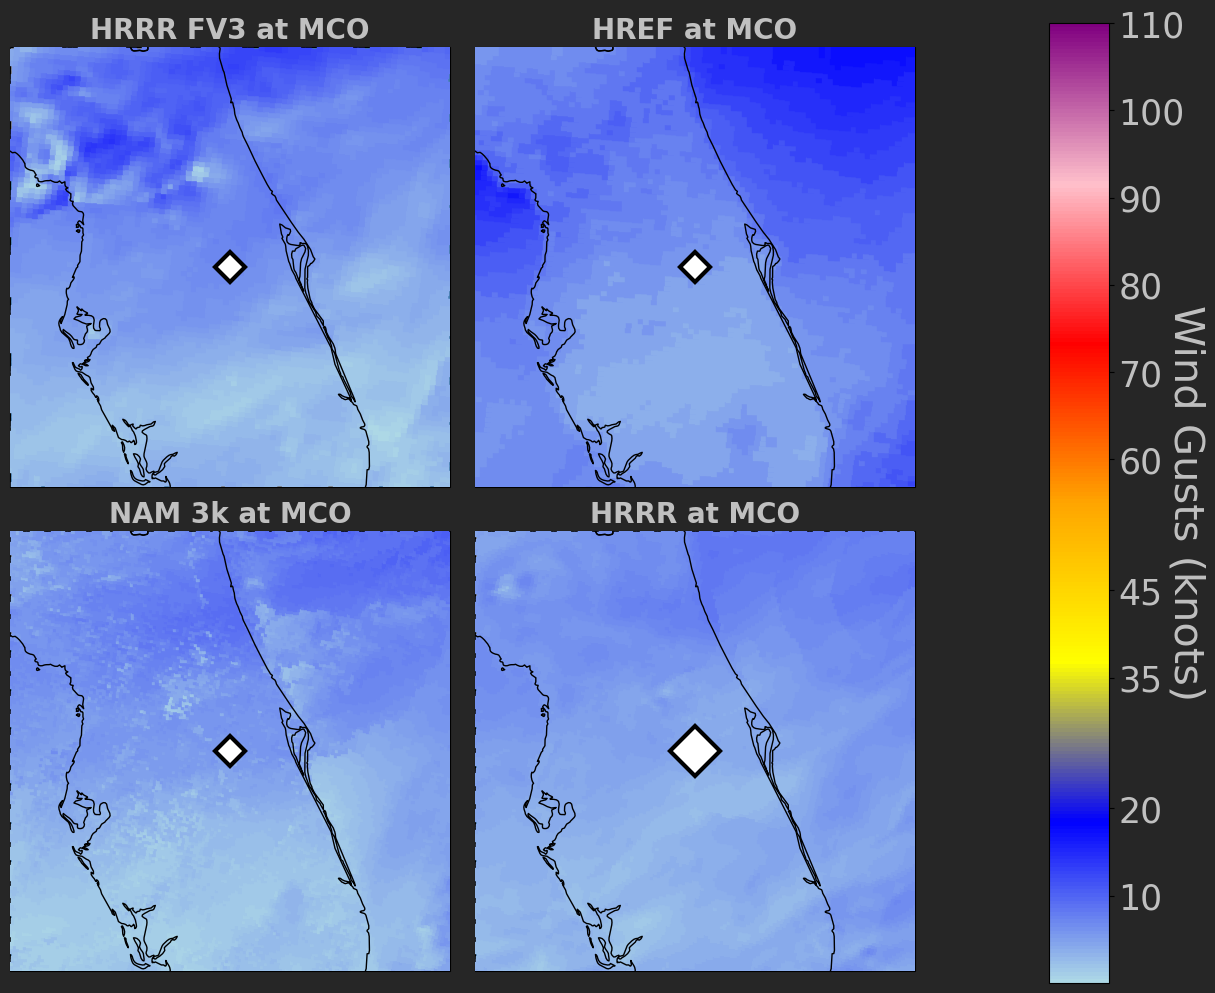 HRRR FV3 at MCO
HREF at MCO
NAM 3k at MCO
HRRR at MCO
110
100
90
80
70
60
45
35
20
10
Wind Gusts (knots)